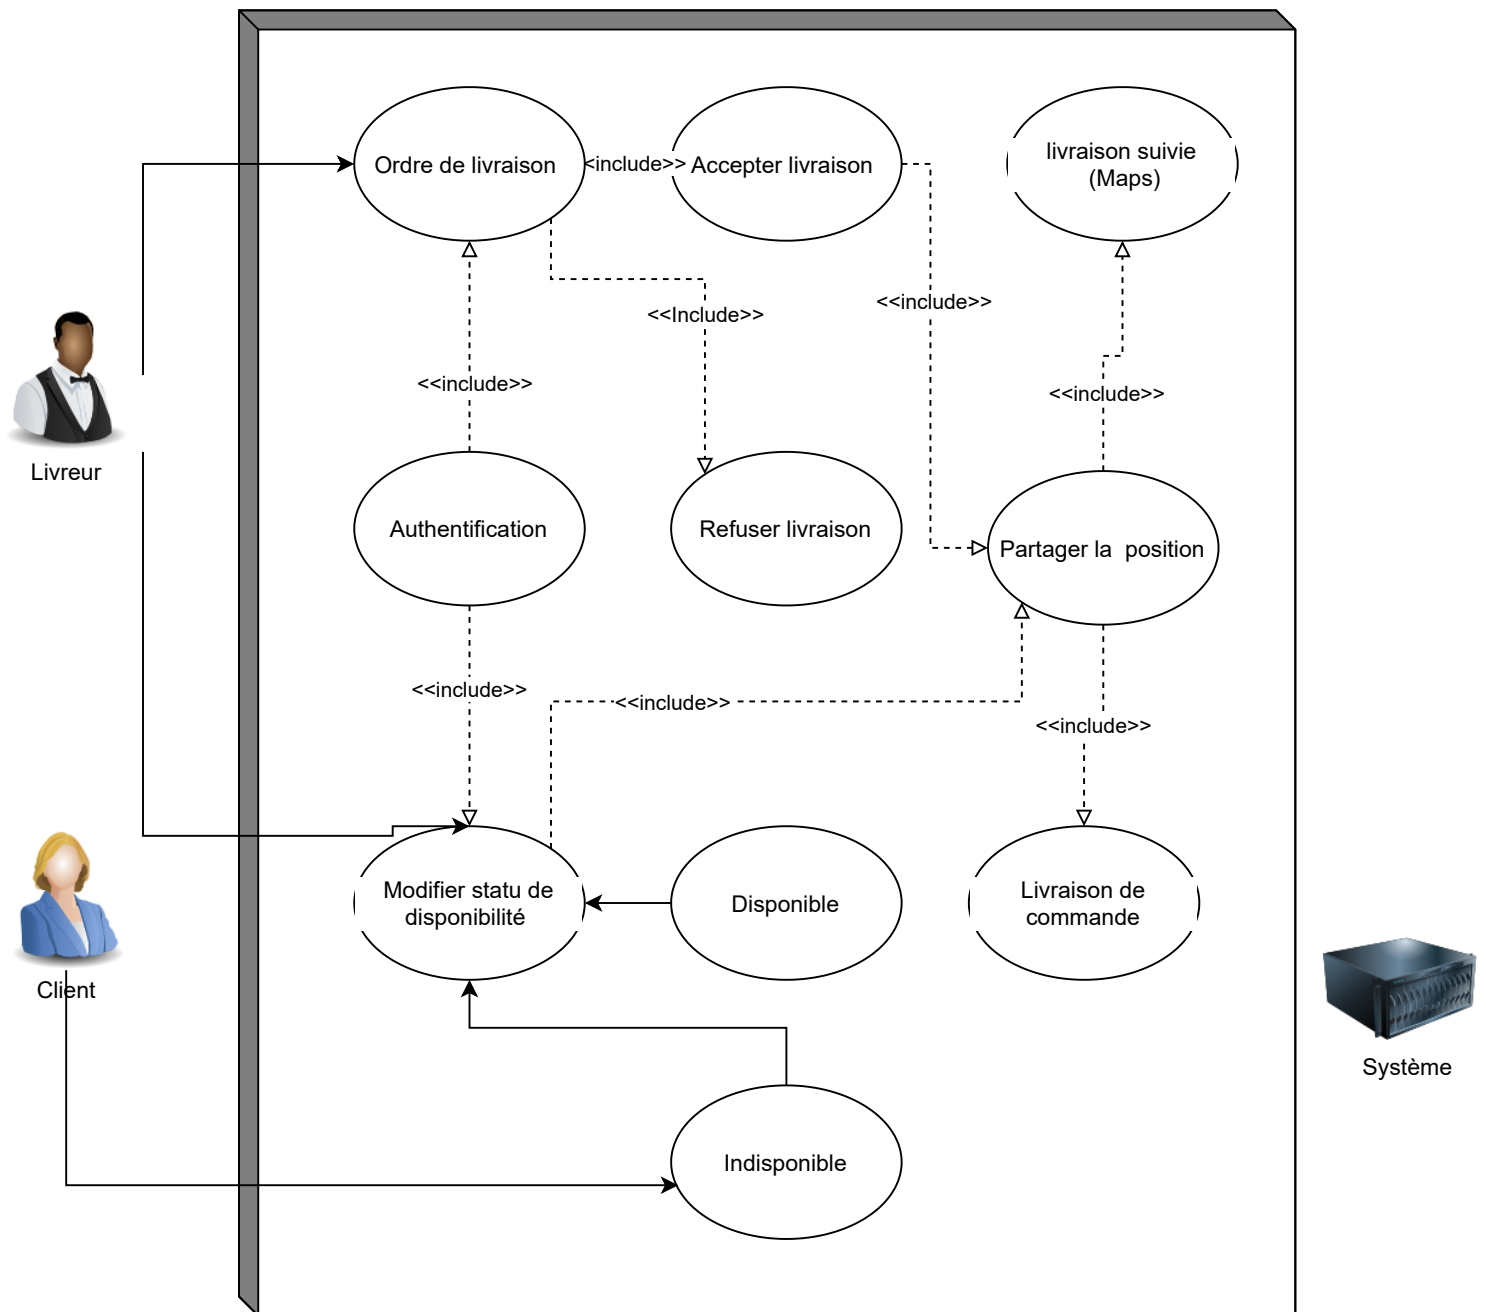 Ordre de livraison
<include>>
Accepter livraison
livraison suivie
(Maps)
<<Include>>
<<include>>
<<include>>
<<include>>
Livreur
Authentification
Refuser livraison
Partager la  position
<<include>>
<<include>>
<<include>>
Modifier statu de
disponibilité
Disponible
Livraison de
commande
Client
Système
Indisponible